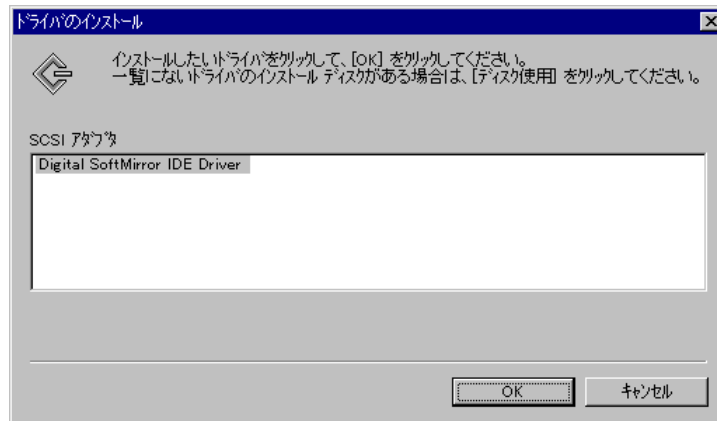 ドライバのインストール
インストールしたいドライバをクリックして、[OK] をクリックしてください。
一覧にないドライバのインストール ディスクがある場合は、[ディスク使用] をクリックしてください。
SCSI アダプタ
Digital SoftMirror IDE Driver
OK
キャンセル